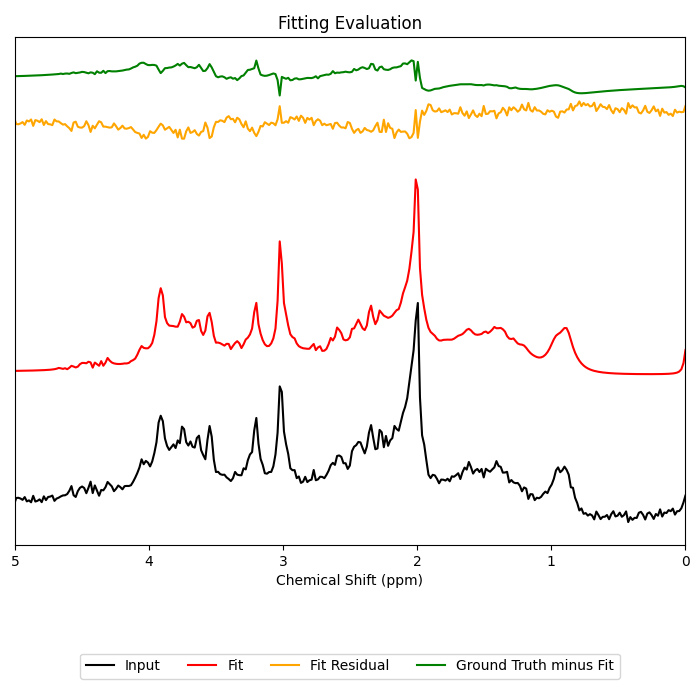 Fitting Evaluation
5 4 3 2 1 0
Chemical Shift (ppm)
Input Fit Fit Residual Ground Truth minus Fit